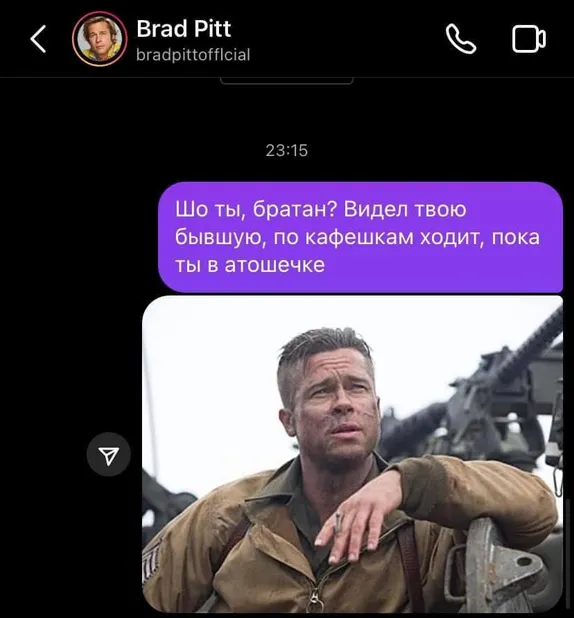 Brad Pitt
bradpittofflcial
23:15
Шо ты, братан? Видел твою
бывшую, по кафешкам ходит, пока
ты в атошечке